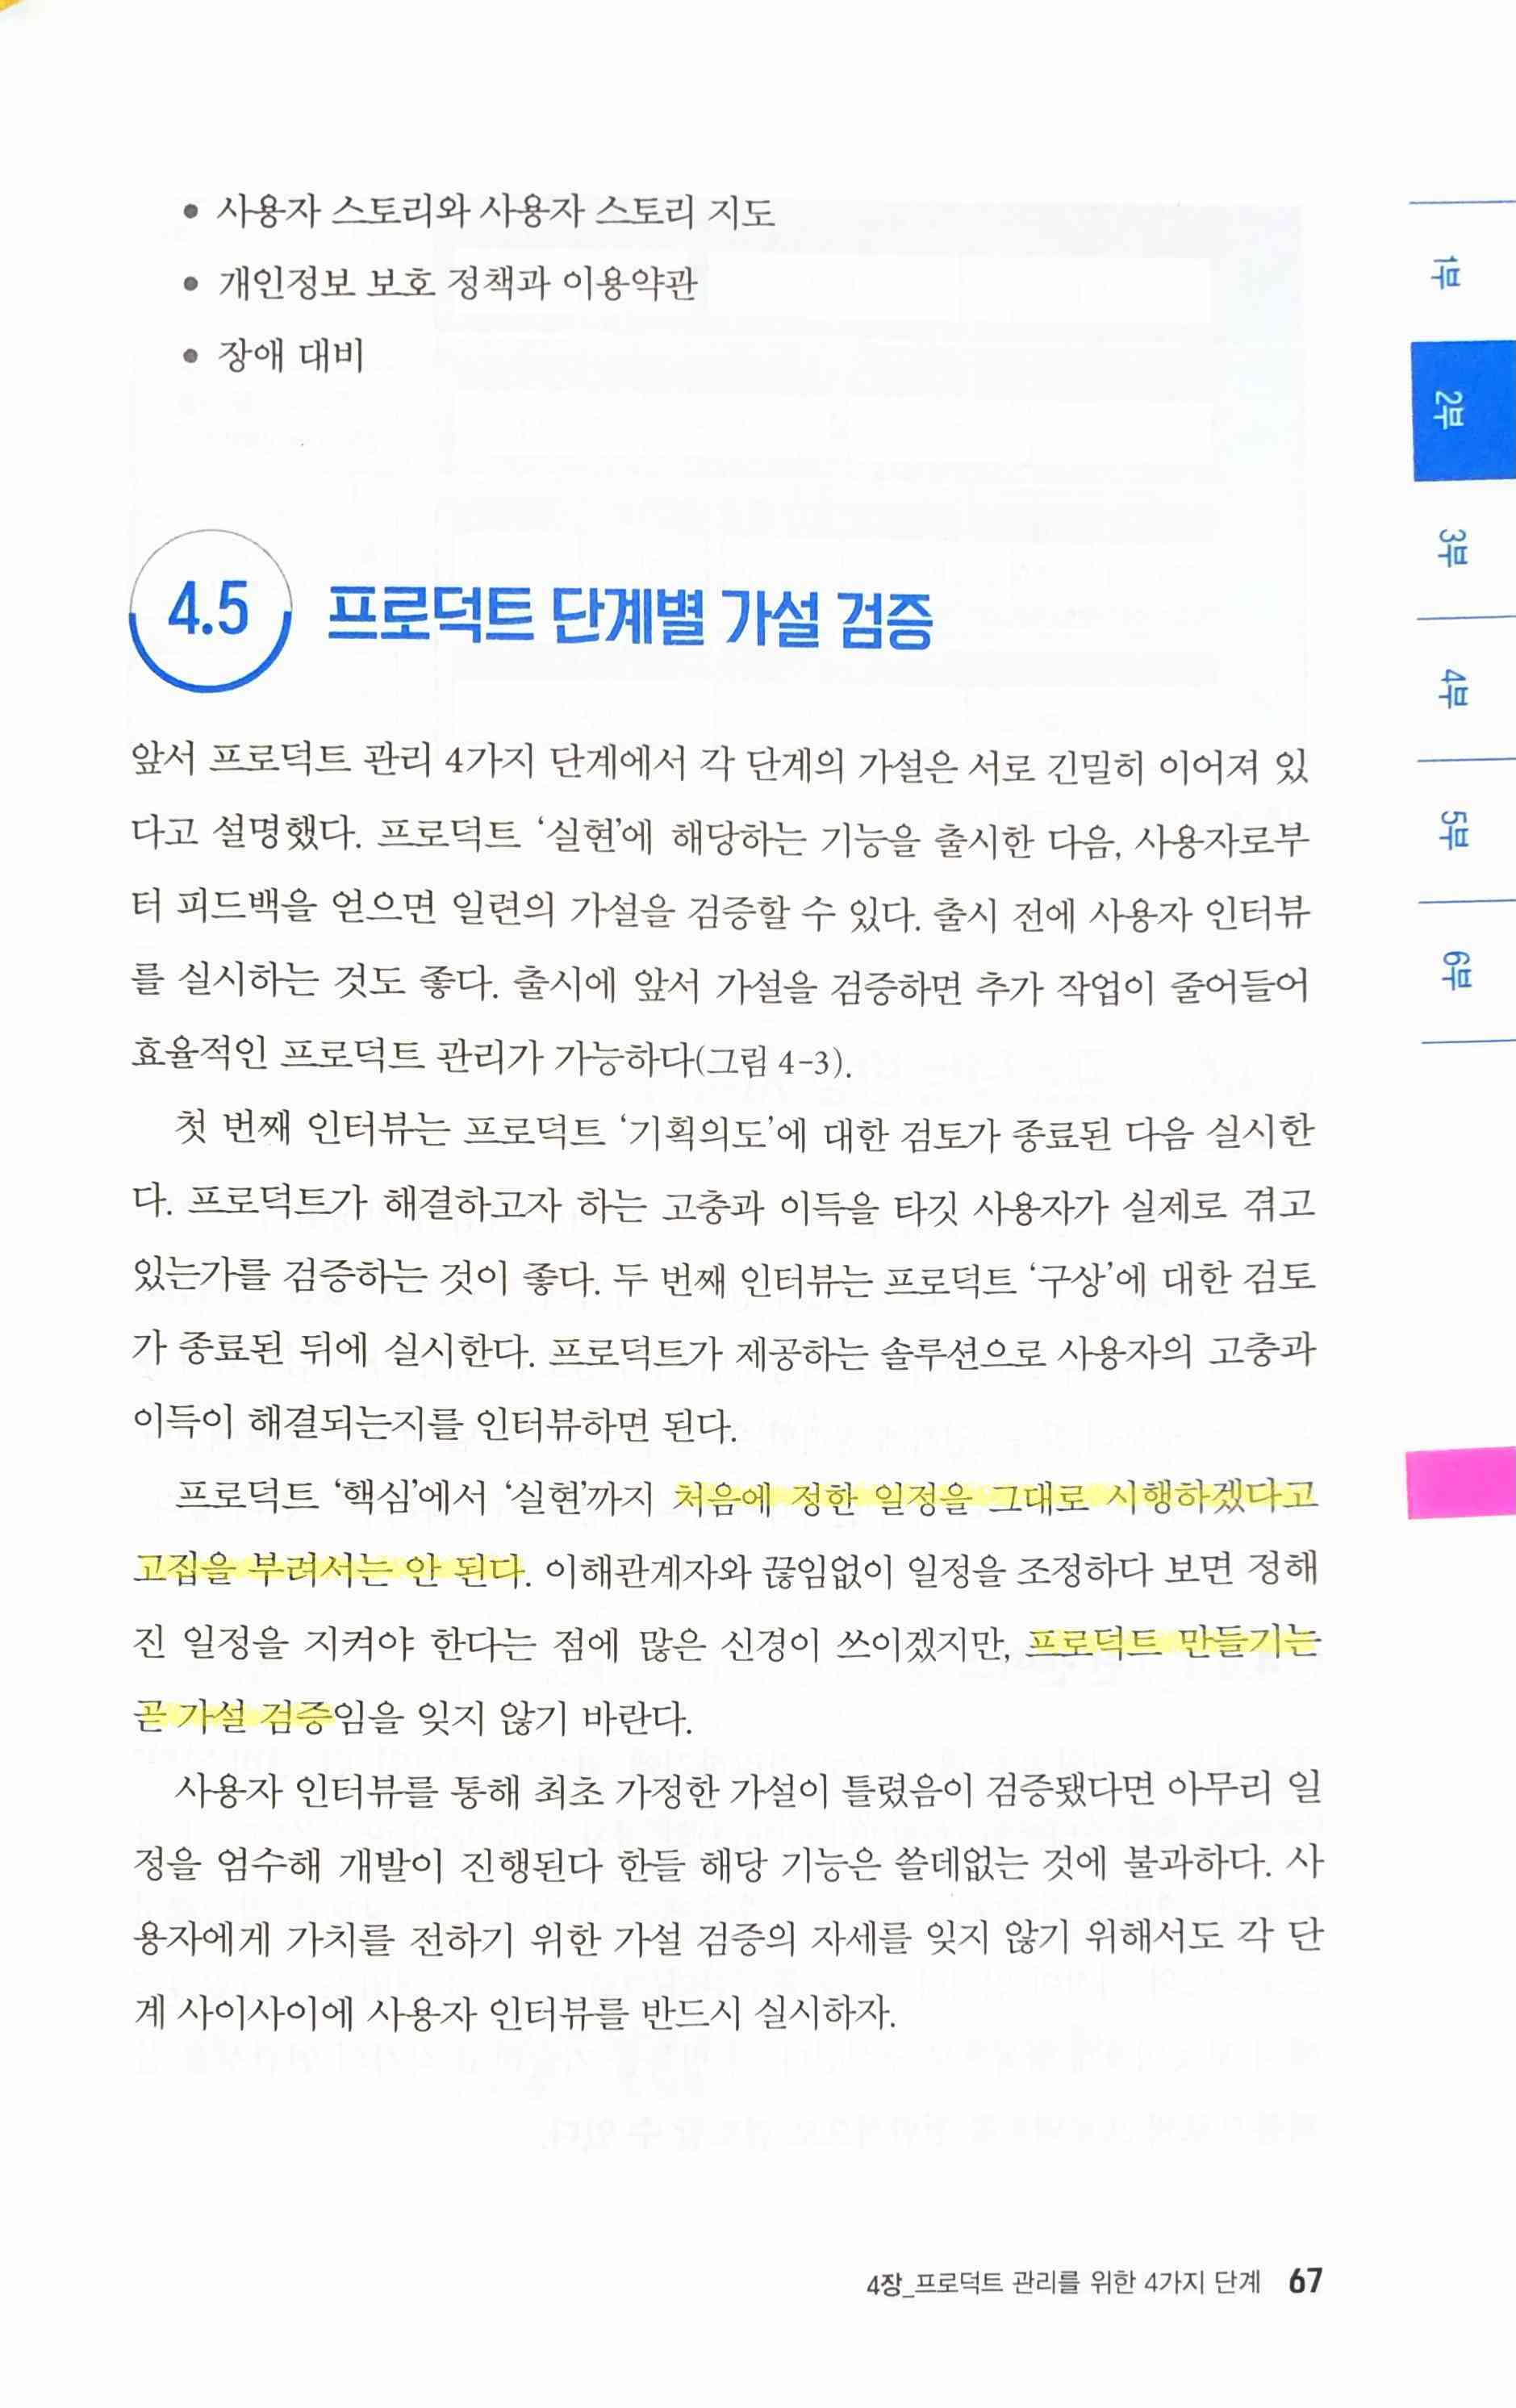 • 사용자 스토리와 사용자 스토리 지도
• 개인정보 보호 정책과 이용약관
• 장애 대비
4.5 프로덕트 단계별 가설 검증
앞서 프로덕트 관리 4가지 단계에서 각 단계의 가설은 서로 긴밀히 이어져 있
다고 설명했다. 프로덕트 ‘실현’에 해당하는 기능을 출시한 다음, 사용자로부
터 피드백을 얻으면 일련의 가설을 검증할 수 있다. 출시 전에 사용자 인터뷰
를 실시하는 것도 좋다. 출시에 앞서 가설을 검증하면 추가 작업이 줄어들어
효율적인 프로덕트 관리가 가능하다(그림 4-3).
첫 번째 인터뷰는 프로덕트 ‘기획의도’에 대한 검토가 종료된 다음 실시한
다. 프로덕트가 해결하고자 하는 고충과 이득을 타깃 사용자가 실제로 겪고
있는가를 검증하는 것이 좋다. 두 번째 인터뷰는 프로덕트 ‘구상’에 대한 검토
가 종료된 뒤에 실시한다. 프로덕트가 제공하는 솔루션으로 사용자의 고충과
이득이 해결되는지를 인터뷰하면 된다.
프로덕트 ‘핵심’에서 ‘실현’까지 처음에 정한 일정을 그대로 시행하겠다고
고집을 부려서는 안 된다. 이해관계자와 끊임없이 일정을 조정하다 보면 정해
진 일정을 지켜야 한다는 점에 많은 신경이 쓰이겠지만, 프로덕트 만들기는
곧 가설 검증임을 잊지 않기 바란다.
사용자 인터뷰를 통해 최초 가정한 가설이 틀렸음이 검증됐다면 아무리 일
정을 엄수해 개발이 진행된다 한들 해당 기능은 쓸데없는 것에 불과하다. 사
용자에게 가치를 전하기 위한 가설 검증의 자세를 잊지 않기 위해서도 각 단
계 사이사이에 사용자 인터뷰를 반드시 실시하자.
4장_프로덕트 관리를 위한 4가지 단계 67
1부
2부
3부
4부
5부
6부